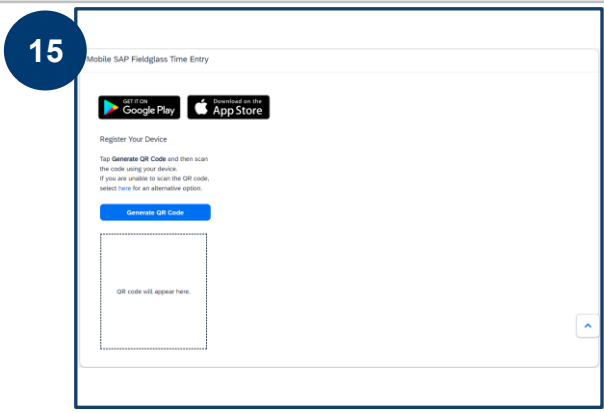 15
Mobile SAP Fieldglass Time Entry
GET IT ON
Google Play
Download on the
App Store
Register Your Device
Tap Generate QR Code and then scan
the code using your device.
If you are unable to scan the QR code,
select here for an alternative option.
Generate QR Code
QR code will appear here.